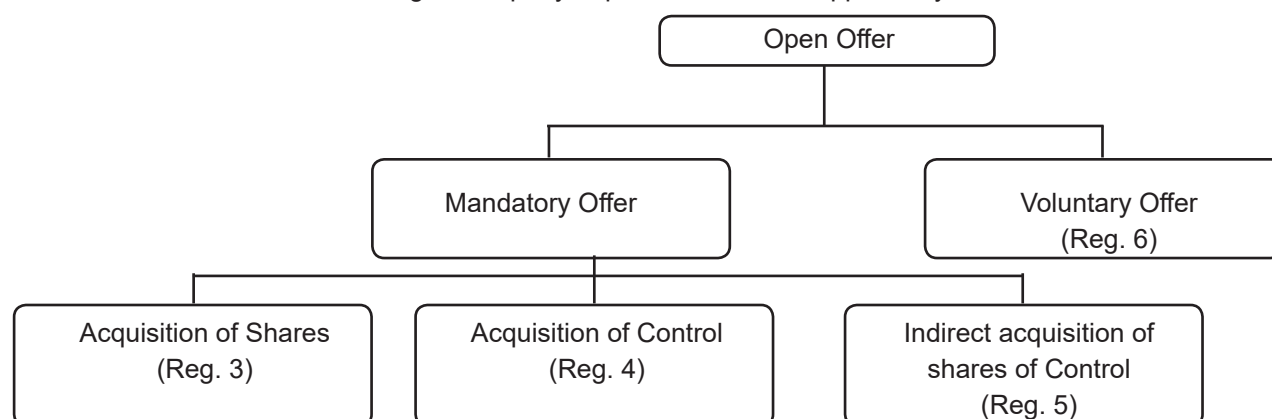 Open Offer
Mandatory Offer
Voluntary Offer
(Reg. 6)
Acquisition of Shares
(Reg. 3)
Acquisition of Control
(Reg. 4)
Indirect acquisition of
shares of Control
(Reg. 5)